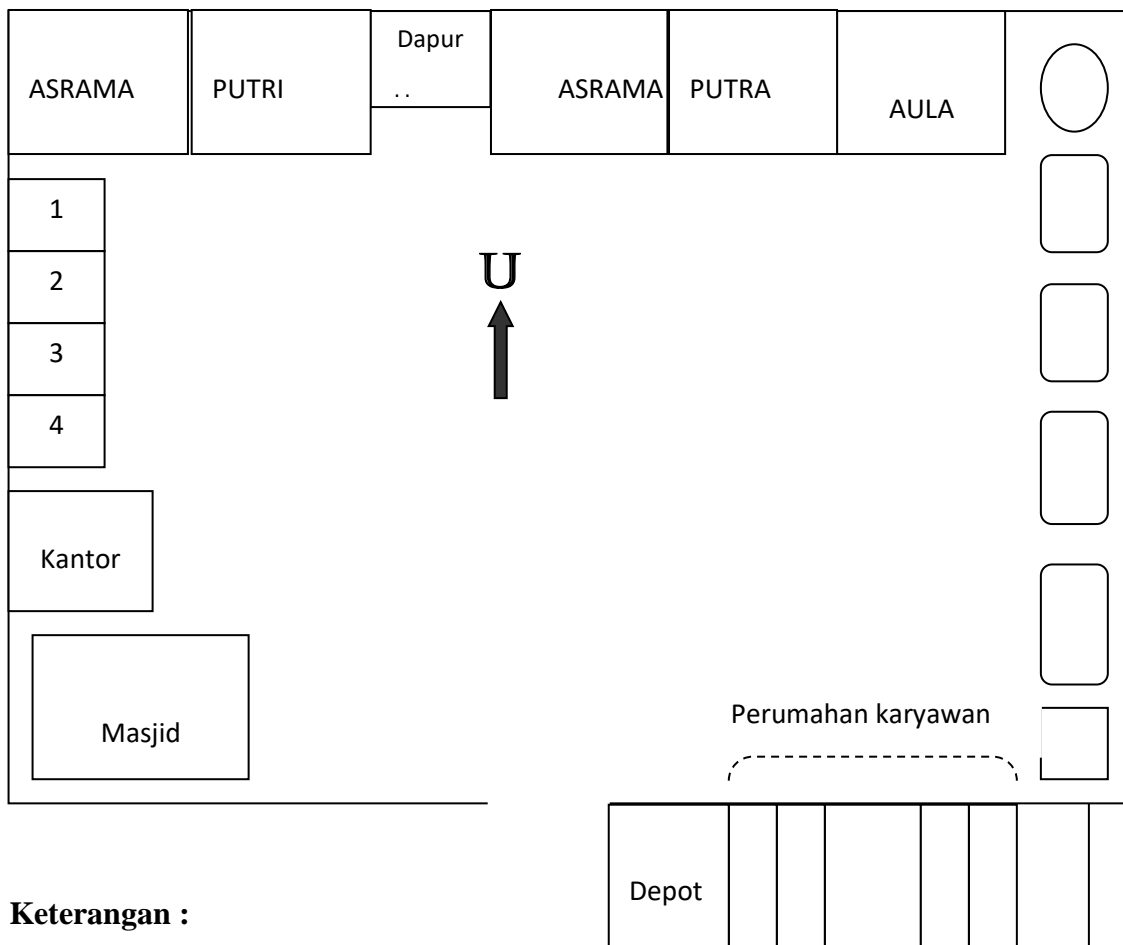 Dapur
ASRAMA PUTRI .. ASRAMA PUTRA
AULA
1
2
U
3
4
Kantor
Perumahan karyawan
Masjid
Depot
Keterangan :